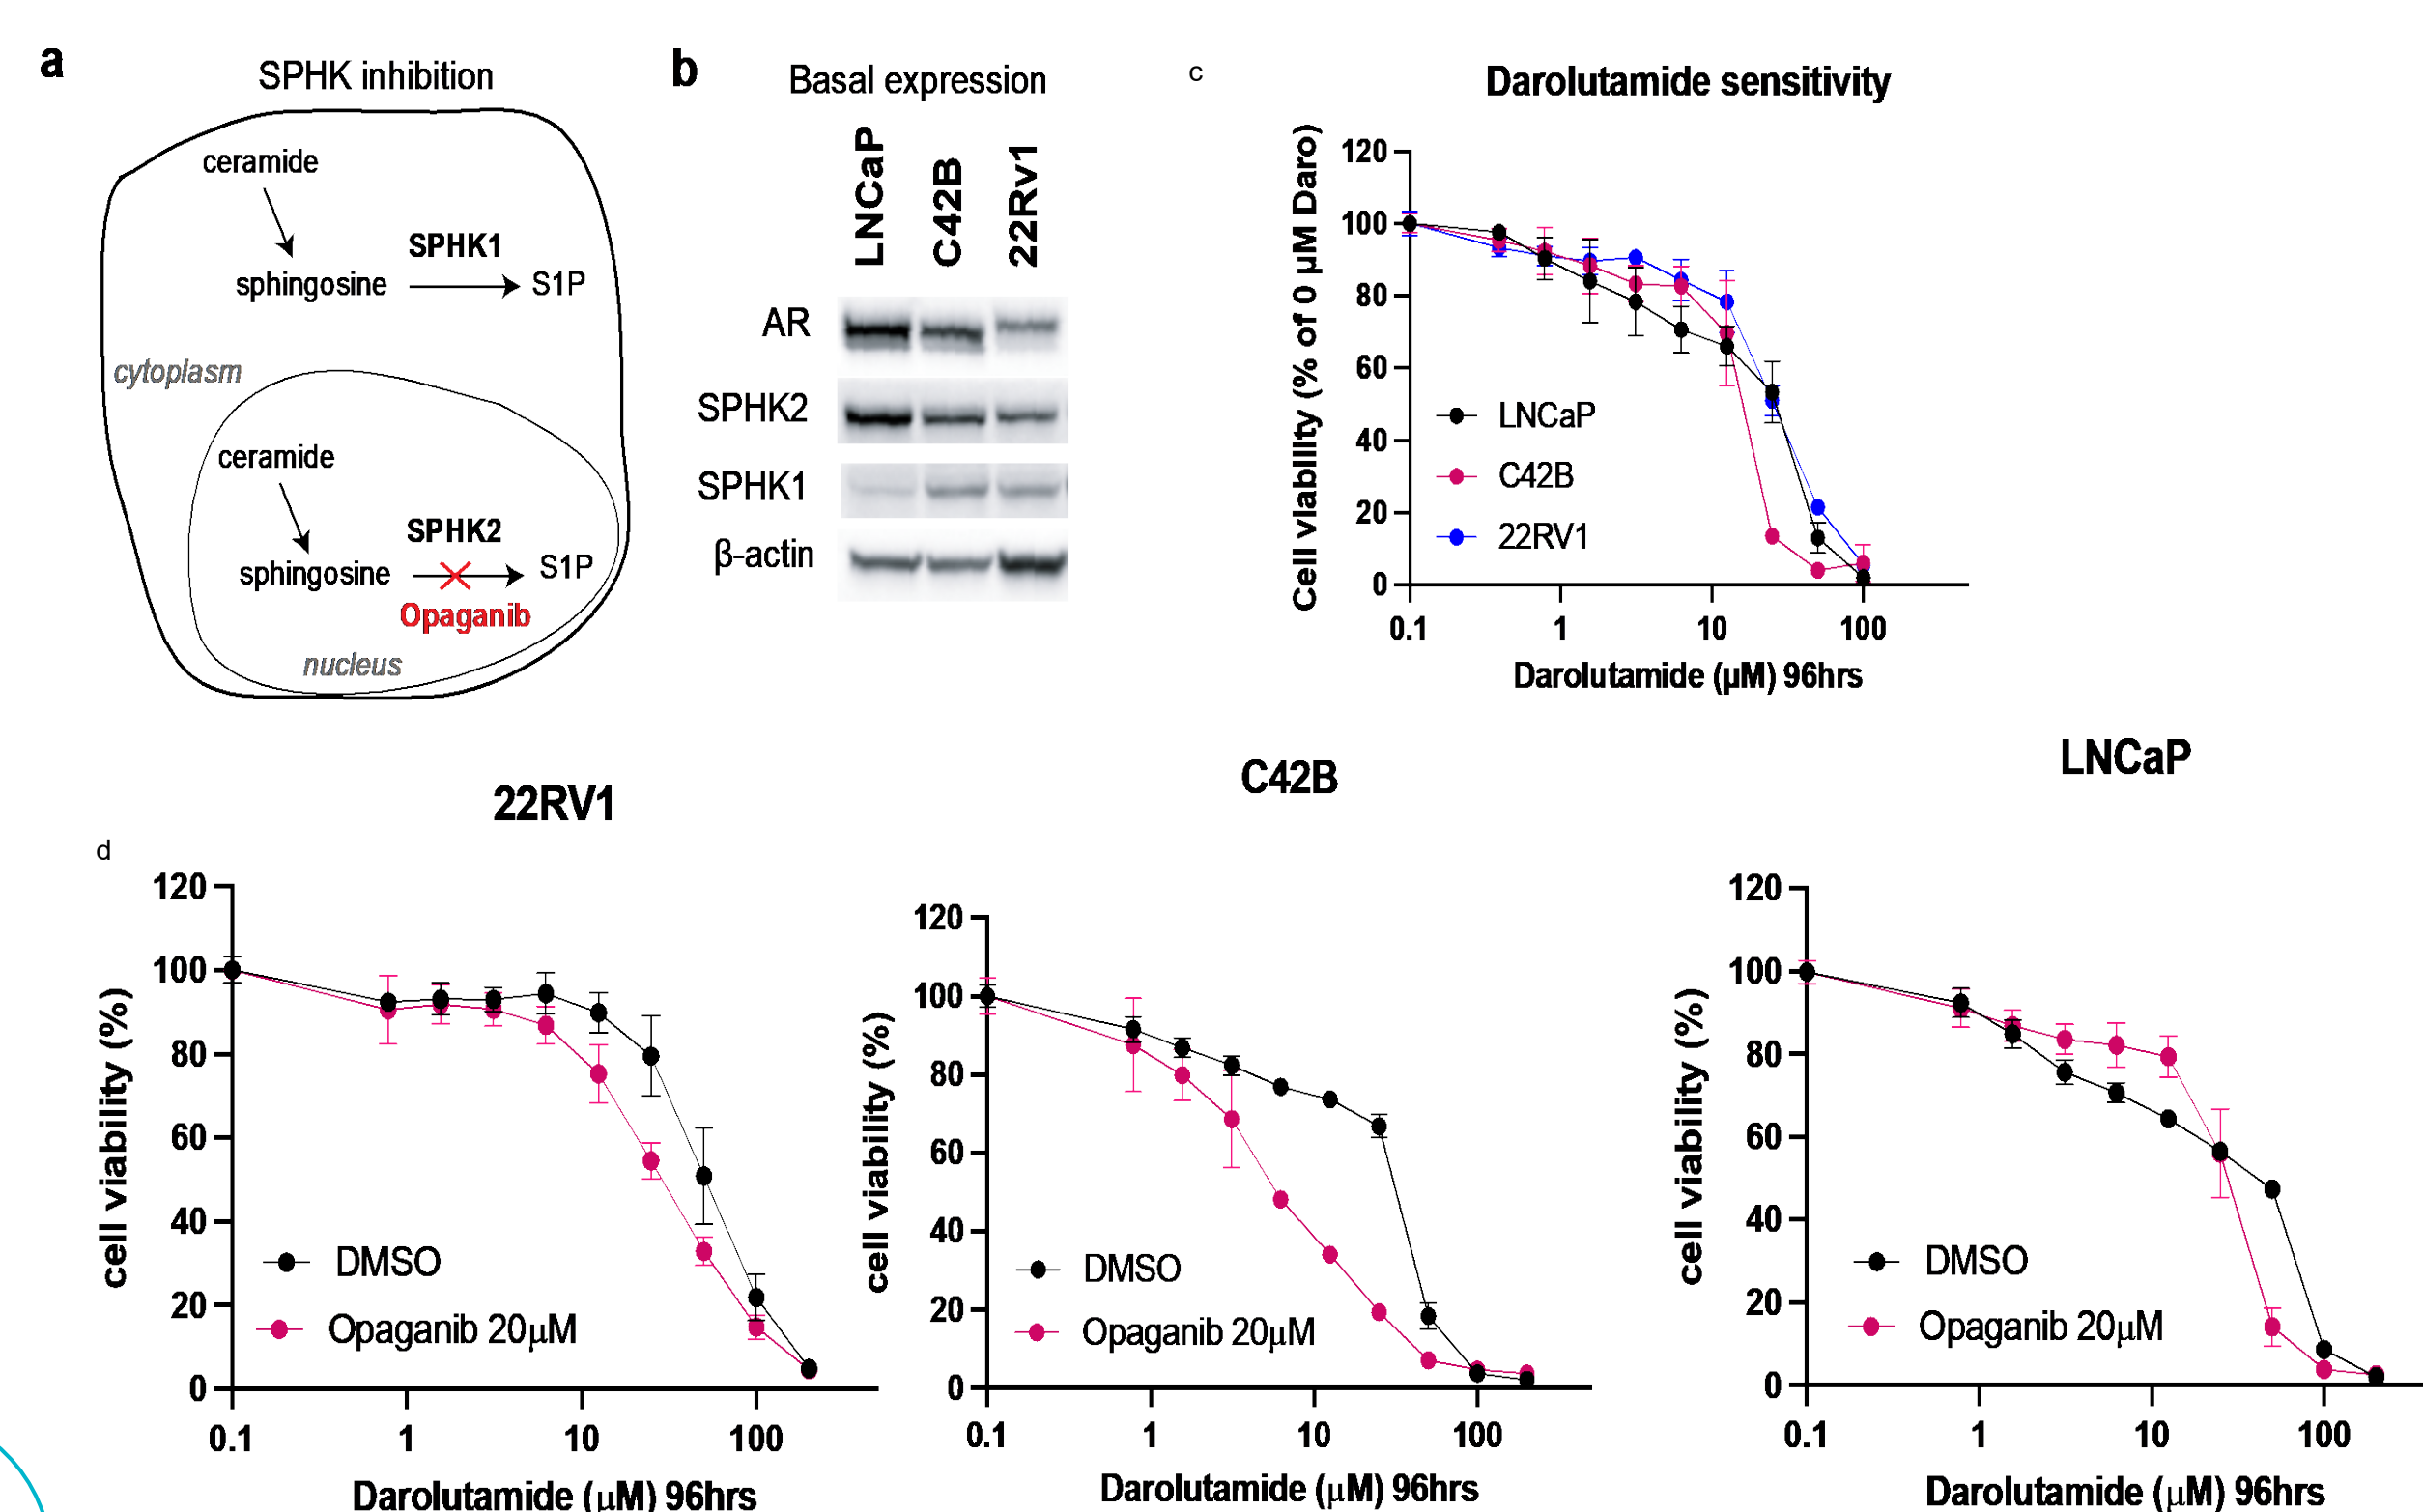 a
SPHK inhibition
ceramide
SPHK1
sphingosine
S1P
cytoplasm
ceramide
SPHK2
sphingosine
S1P
Opaganib
nucleus
b
Basal expression
LNCaP
C42B
22Rv1
AR
SPHK2
SPHK1
β-actin
c
Darolutamide sensitivity
Cell viability (% of 0 µM Daro)
120
100
80
60
40
20
0
LNCaP
C42B
22RV1
0.1 1 10 100
Darolutamide (µM) 96hrs
d
22RV1
cell viability (%)
120
100
80
60
40
20
0
DMSO
Opaganib 20µM
0.1 1 10 100
Darolutamide (µM) 96hrs
C42B
cell viability (%)
120
100
80
60
40
20
0
DMSO
Opaganib 20µM
0.1 1 10 100
Darolutamide (µM) 96hrs
LNCaP
cell viability (%)
120
100
80
60
40
20
0
DMSO
Opaganib 20µM
0.1 1 10 100
Darolutamide (µM) 96hrs